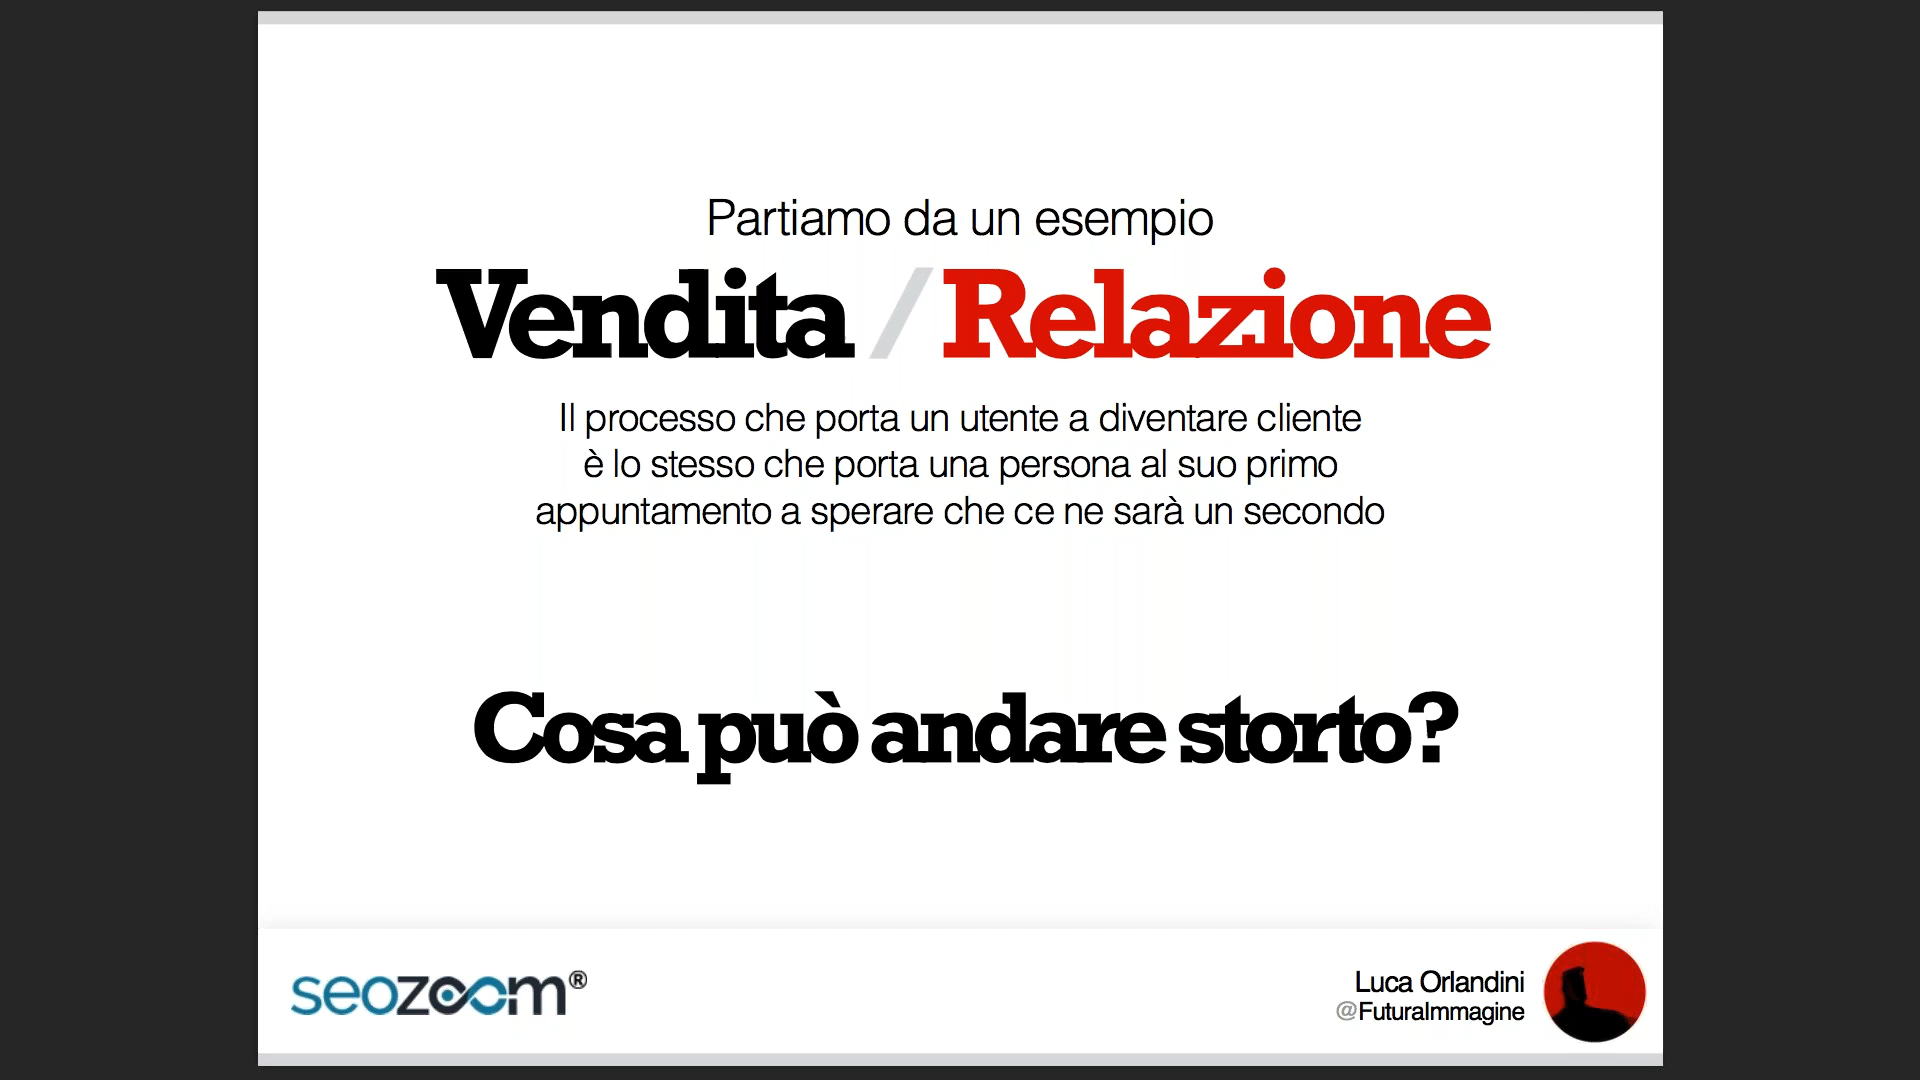 Partiamo da un esempio
Vendita / Relazione
Il processo che porta un utente a diventare cliente
è lo stesso che porta una persona al suo primo
appuntamento a sperare che ce ne sarà un secondo
Cosa può andare storto?
seozoom®
Luca Orlandini
@FuturaImmagine